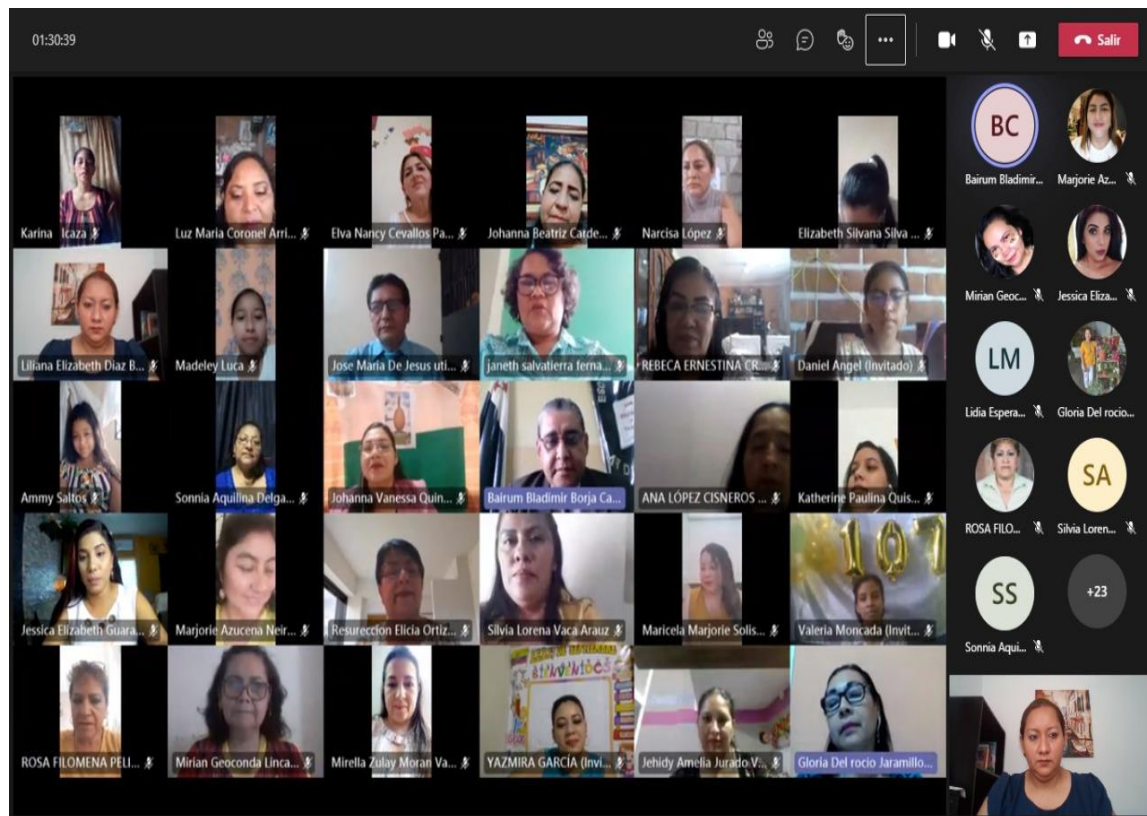 01:30:39
Salir
Karina Icaza
Luz Maria Coronel Arri...
Elva Nancy Cevallos Pa...
Johanna Beatriz Carde...
Narcisa López
Elizabeth Silvana Silva ...
Liliana Elizabeth Diaz B...
Madeley Luca
Jose Maria De Jesus uti...
janeth salvatierra ferna...
REBECA ERNESTINA CR...
Daniel Angel (Invitado)
Ammy Saltos
Sonnia Aquilina Delga...
Johanna Vanessa Quin...
Bairum Bladimir Borja Ca...
ANA LÓPEZ CISNEROS ...
Katherine Paulina Quis...
Jessica Elizabeth Guara...
Marjorie Azucena Neir...
Resureccion Elicia Ortiz...
Silvia Lorena Vaca Arauz
Maricela Marjorie Solis...
107
Valeria Moncada (Invit...
ROSA FILOMENA PELI...
Mirian Geoconda Linca...
Mirella Zulay Moran Va...
BIENVENIDOS
YAZMIRA GARCÍA (Invi...
Jehidy Amelia Jurado V...
Gloria Del rocio Jaramillo...
BC
Bairum Bladimir...
Marjorie Az...
Mirian Geoc...
Jessica Eliza...
LM
Lidia Espera...
Gloria Del rocio...
ROSA FILO...
SA
Silvia Loren...
SS
Sonnia Aqui...
+23